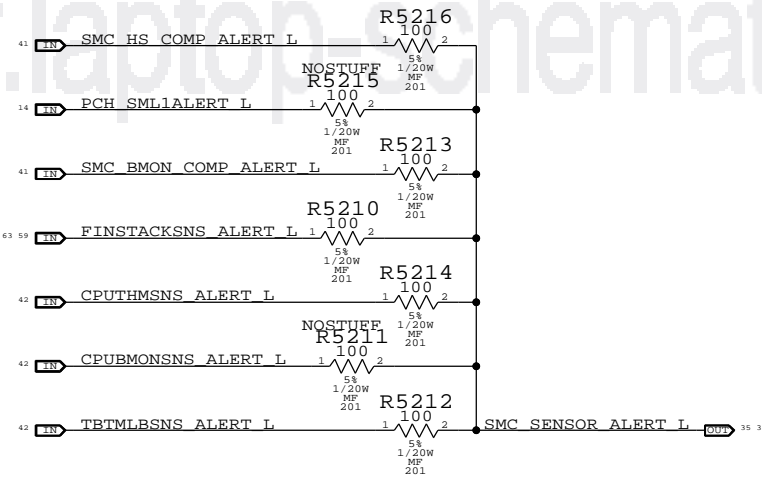 .laptop-schemat
R5216
100
41 IN SMC_HS_COMP_ALERT_L 1 2
5%
1/20W
MF
201
NOSTUFF
R5215
100
14 IN PCH_SML1ALERT_L 1 2
5%
1/20W
MF
201
R5213
100
41 IN SMC_BMON_COMP_ALERT_L 1 2
5%
1/20W
MF
201
R5210
100
63 59 IN FINSTACKSNS_ALERT_L 1 2
5%
1/20W
MF
201
R5214
100
42 IN CPUTHMSNS_ALERT_L 1 2
5%
1/20W
MF
201
NOSTUFF
R5211
100
42 IN CPUBMONSNS_ALERT_L 1 2
5%
1/20W
MF
201
R5212
100
42 IN TBTMLBSNS_ALERT_L 1 2 SMC_SENSOR_ALERT_L OUT 35 3
5%
1/20W
MF
201